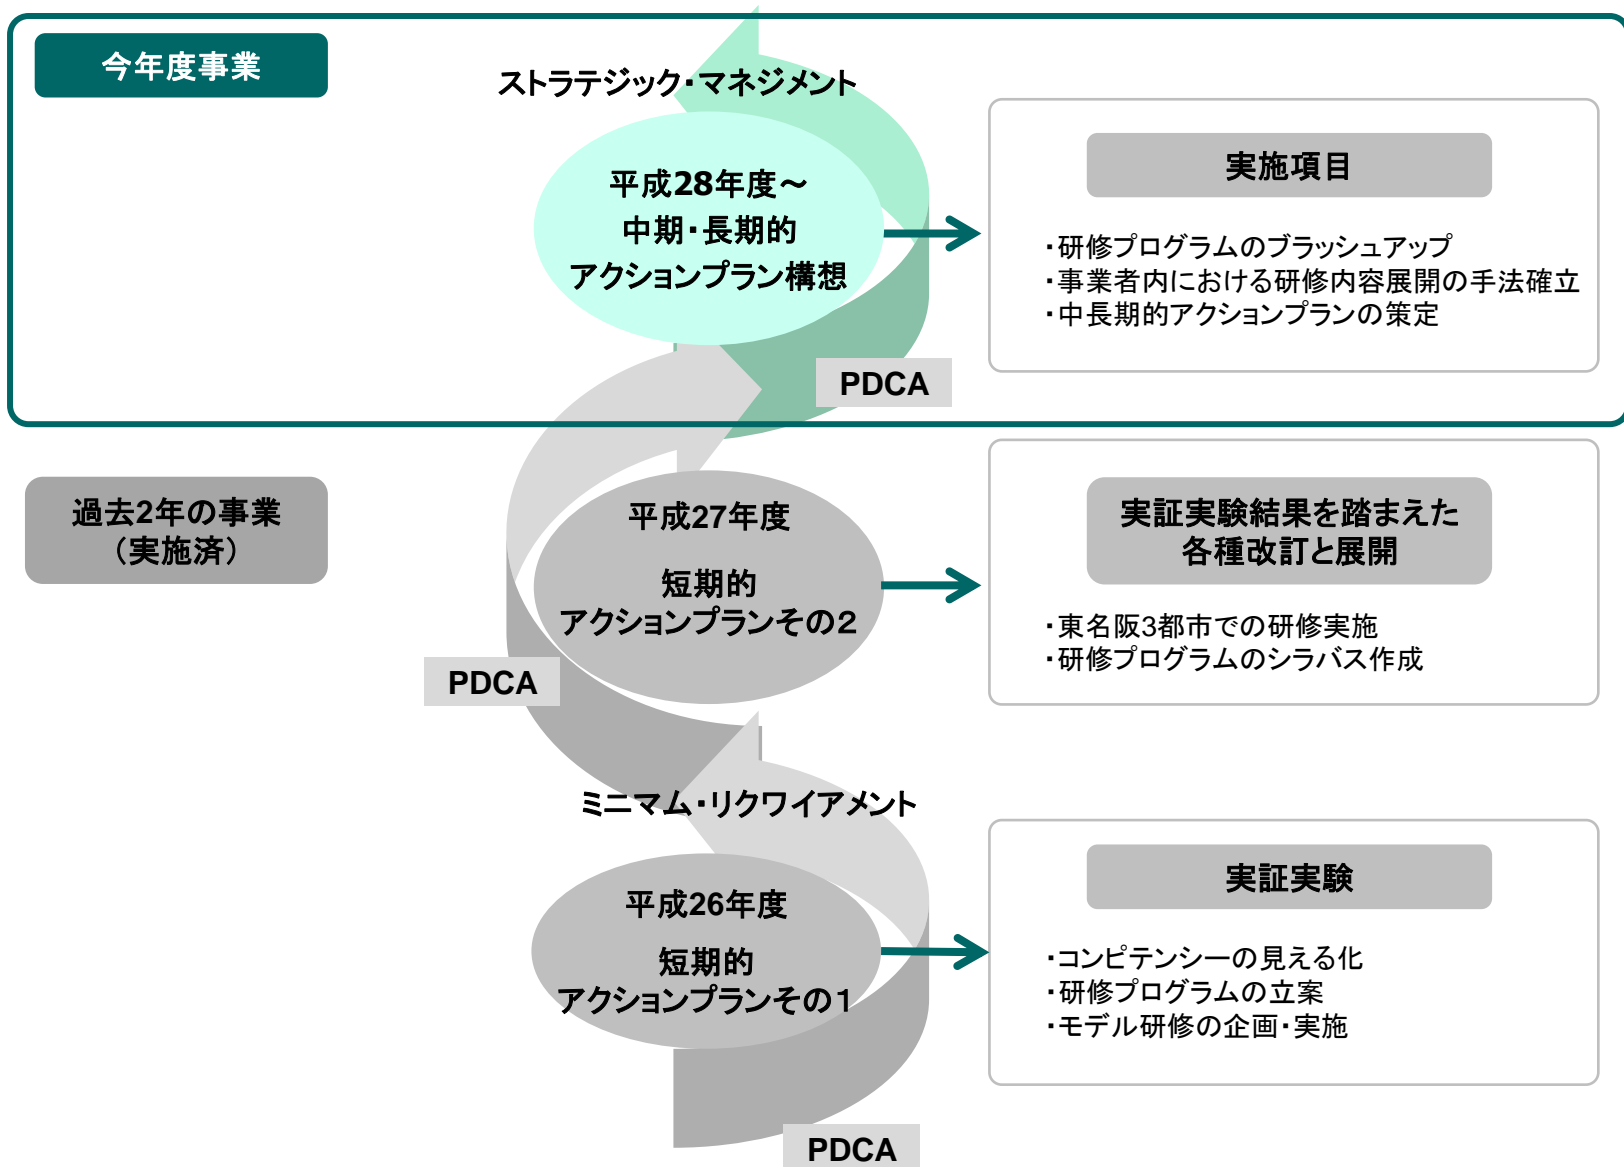 今年度事業
ストラテジック・マネジメント
平成28年度～
中期・長期的
アクションプラン構想
実施項目
・研修プログラムのブラッシュアップ
・事業者内における研修内容展開の手法確立
・中長期的アクションプランの策定
PDCA
過去2年の事業
（実施済）
平成27年度
短期的
アクションプランその２
実証実験結果を踏まえた
各種改訂と展開
・東名阪3都市での研修実施
・研修プログラムのシラバス作成
PDCA
ミニマム・リクワイアメント
平成26年度
短期的
アクションプランその１
実証実験
・コンピテンシーの見える化
・研修プログラムの立案
・モデル研修の企画・実施
PDCA